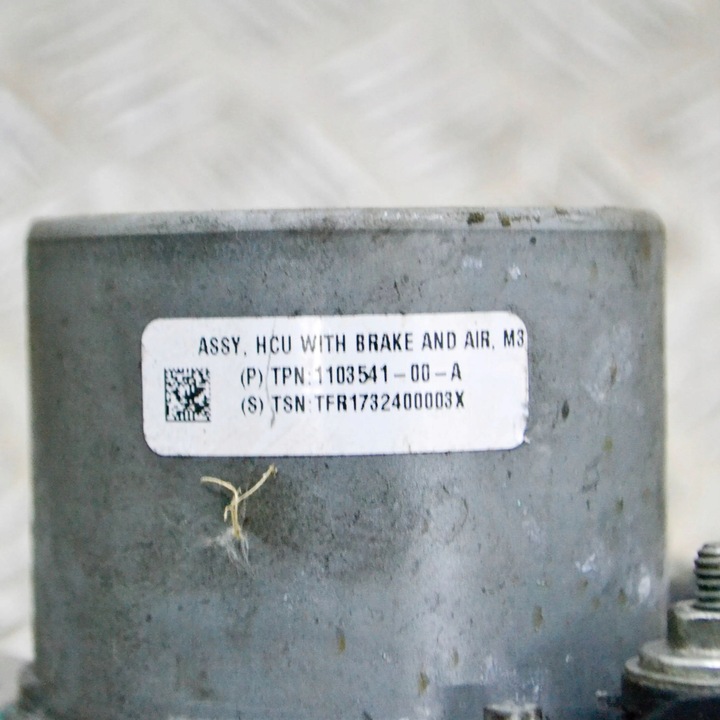 ASSY, HCU WITH BRAKE AND AIR, M3
(P) TPN:1103541-00-A
(S) TSN:TFR1732400003X